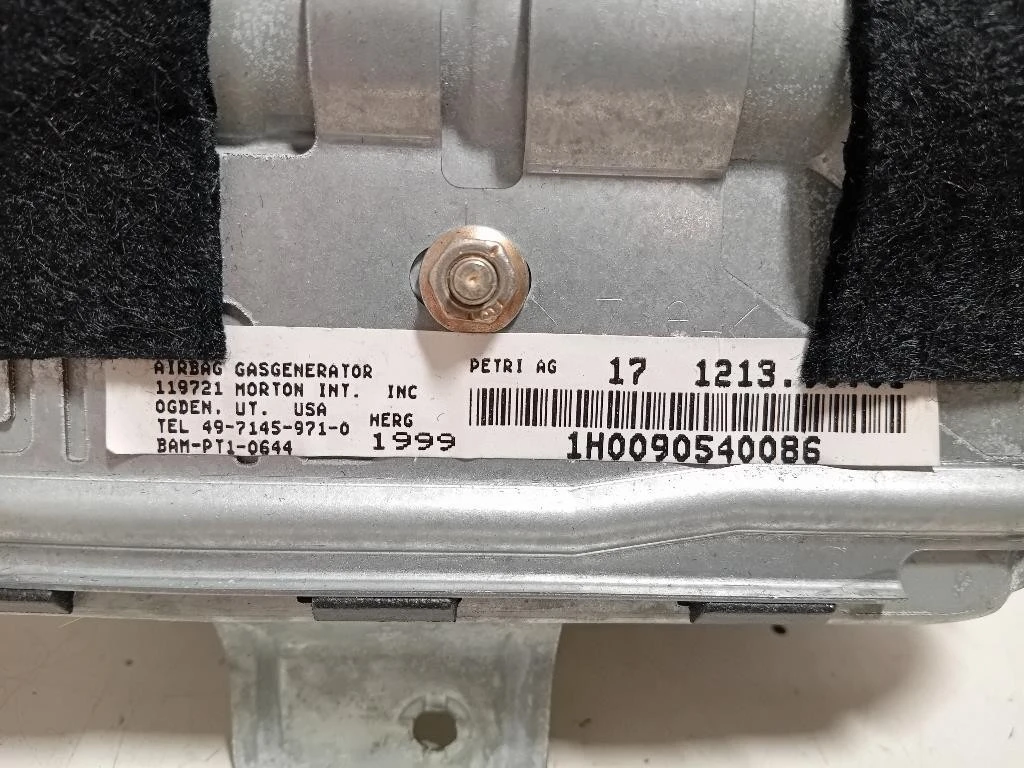 AIRBAG GASGENERATOR
119721 MORTON INT. INC
OGDEN, UT. USA
TEL 49-7145-971-0
BAM-PT1-0644
HERG
1999
PETRI AG 17 1213.
1H0090540086